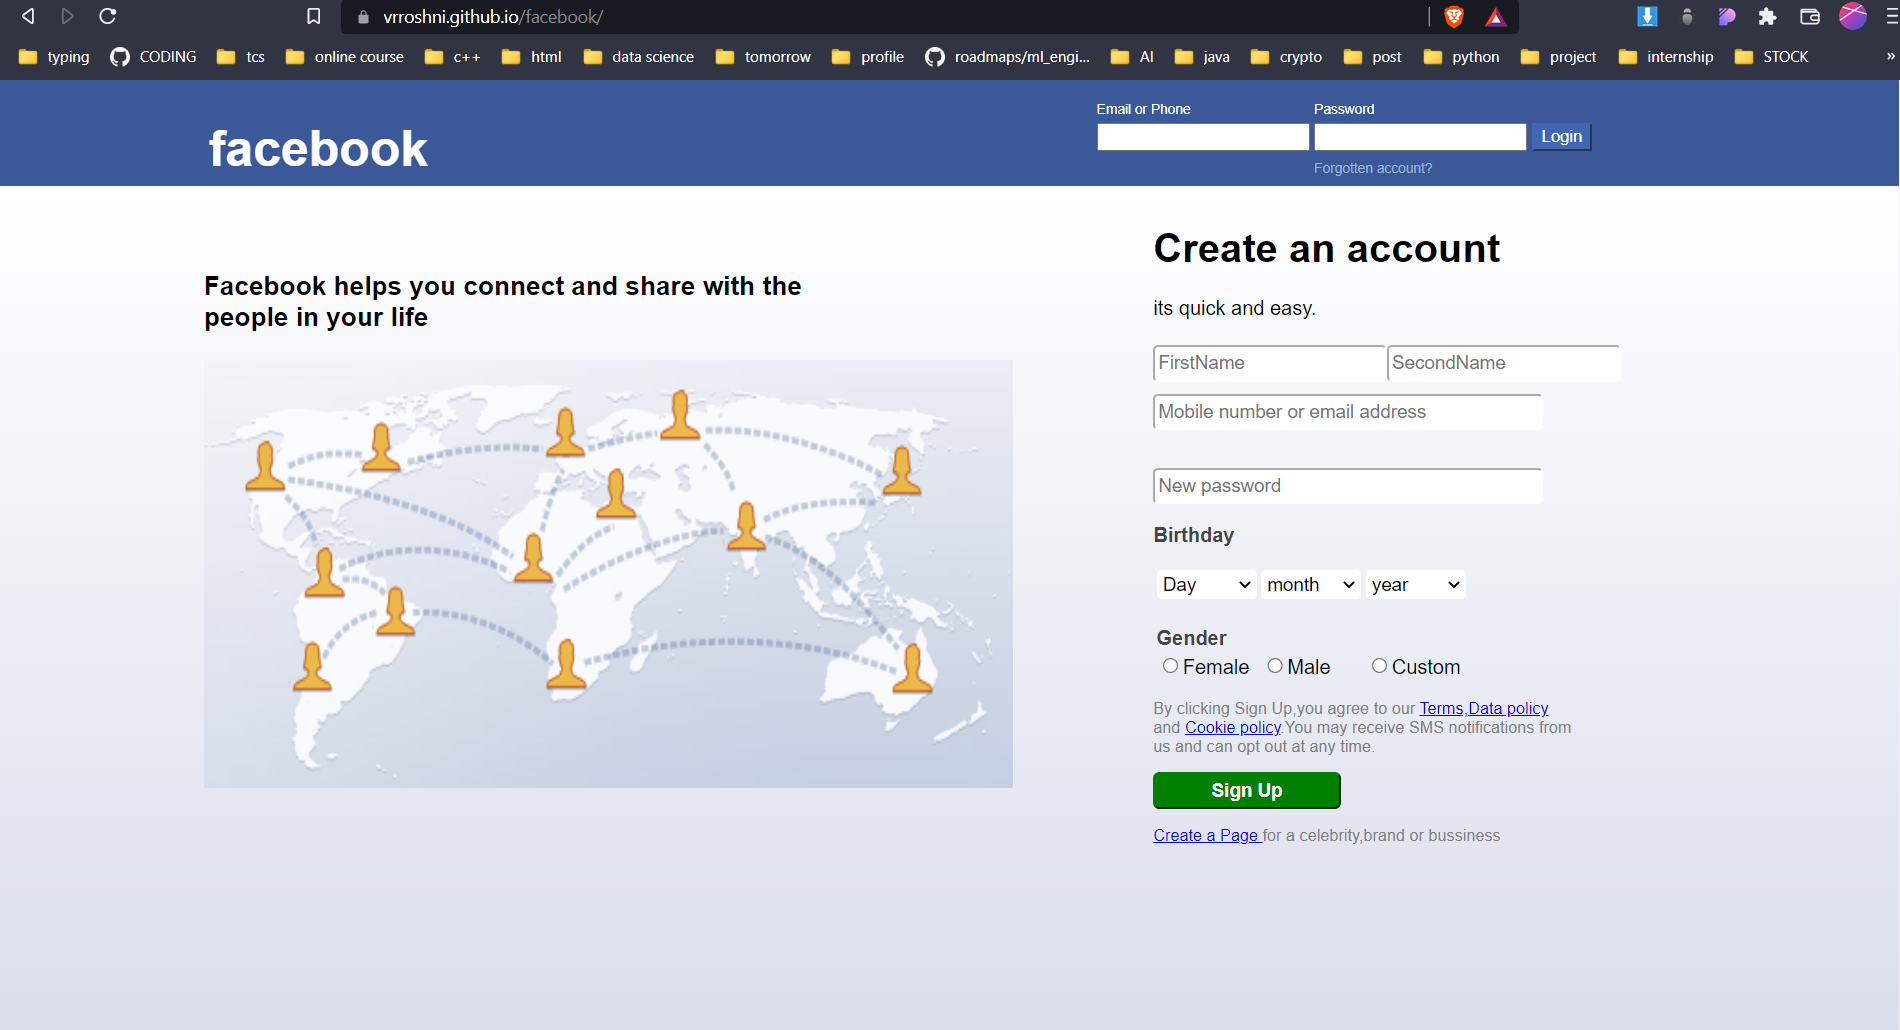 vrroshni.github.io/facebook/
typing CODING tcs online course c++ html data science tomorrow profile roadmaps/ml_engi... AI java crypto post python project internship STOCK »
Email or Phone Password
facebook
Login
Forgotten account?
Create an account
Facebook helps you connect and share with the
people in your life
its quick and easy.
FirstName SecondName
Mobile number or email address
New password
Birthday
Day month year
Gender
Female Male Custom
By clicking Sign Up,you agree to our Terms,Data policy
and Cookie policy.You may receive SMS notifications from
us and can opt out at any time.
Sign Up
Create a Page for a celebrity,brand or bussiness